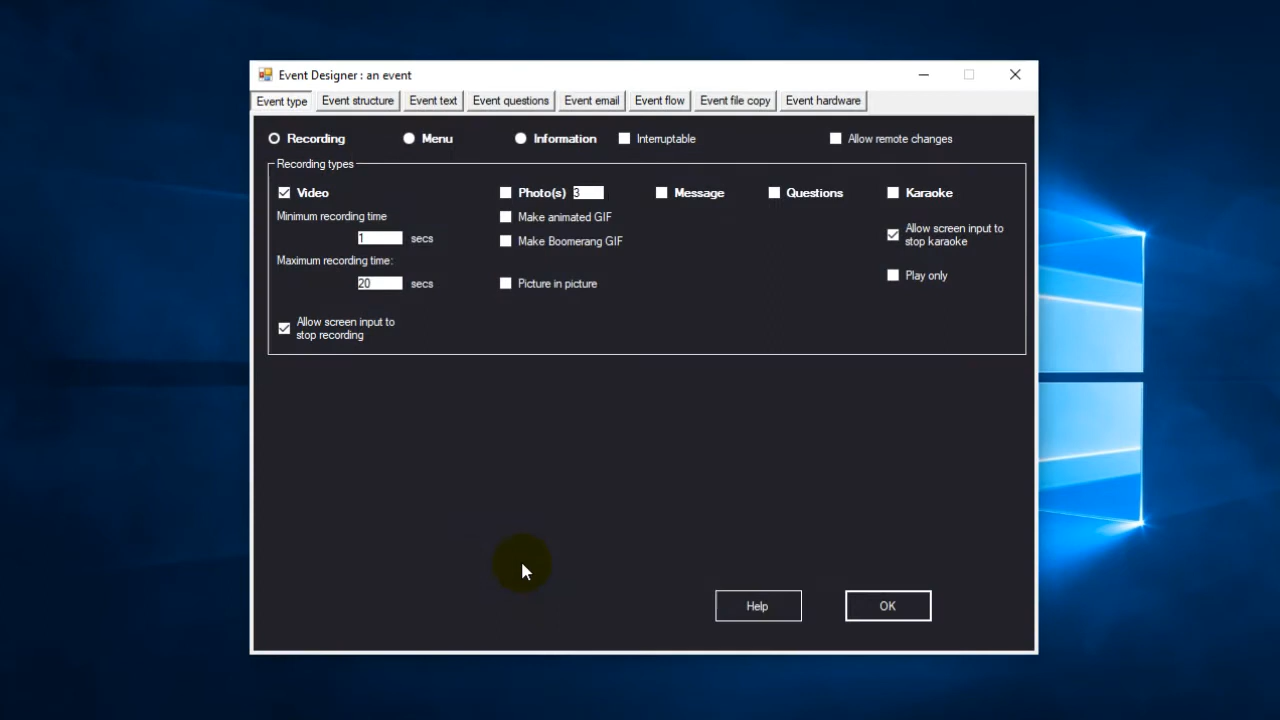 Event Designer : an event
Event type Event structure Event text Event questions Event email Event flow Event file copy Event hardware
Recording Menu Information Interruptable Allow remote changes
Recording types
Video Photo(s) 3 Message Questions Karaoke
Minimum recording time Make animated GIF
Allow screen input to
stop karaoke
1 secs Make Boomerang GIF
Maximum recording time:
20 secs Picture in picture Play only
Allow screen input to
stop recording
Help OK